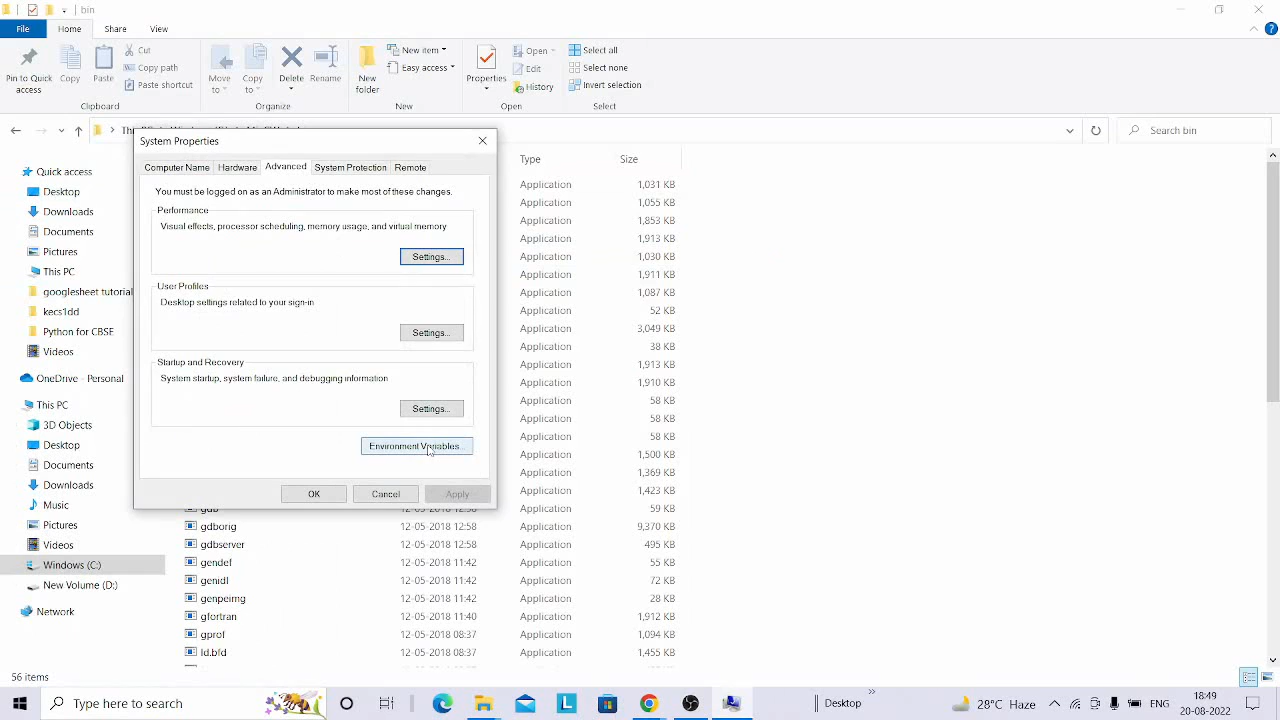 bin
File Home Share View
Pin to Quick access
Copy
Paste
Cut
Copy path
Paste shortcut
Clipboard
Move to
Copy to
Delete
Rename
Organize
New folder
New item
Easy access
New
Properties
Open
Edit
History
Open
Select all
Select none
Invert selection
Select
Search bin
System Properties
Computer Name Hardware Advanced System Protection Remote
You must be logged on as an Administrator to make most of these changes.
Performance
Visual effects, processor scheduling, memory usage, and virtual memory
Settings...
User Profiles
Desktop settings related to your sign-in
Settings...
Startup and Recovery
System startup, system failure, and debugging information
Settings...
Environment Variables...
OK Cancel Apply
Quick access
Desktop
Downloads
Documents
Pictures
This PC
googlesheet tutorial
kecs1dd
Python for CBSE
Videos
OneDrive - Personal
This PC
3D Objects
Desktop
Documents
Downloads
Music
Pictures
Videos
Windows (C:)
New Volume (D:)
Network
Type Size
Application 1,031 KB
Application 1,055 KB
Application 1,853 KB
Application 1,913 KB
Application 1,030 KB
Application 1,911 KB
Application 1,087 KB
Application 52 KB
Application 3,049 KB
Application 38 KB
Application 1,913 KB
Application 1,910 KB
Application 58 KB
Application 58 KB
Application 58 KB
Application 1,500 KB
Application 1,369 KB
Application 1,423 KB
gdb 12-05-2018 12:58 Application 59 KB
gdborig 12-05-2018 12:58 Application 9,370 KB
gdbserver 12-05-2018 12:58 Application 495 KB
gendef 12-05-2018 11:42 Application 55 KB
genidl 12-05-2018 11:42 Application 72 KB
genpeimg 12-05-2018 11:42 Application 28 KB
gfortran 12-05-2018 11:40 Application 1,912 KB
gprof 12-05-2018 08:37 Application 1,094 KB
ld.bfd 12-05-2018 08:37 Application 1,455 KB
56 items
Type here to search
Desktop
28°C Haze
ENG
18:49
20-08-2022